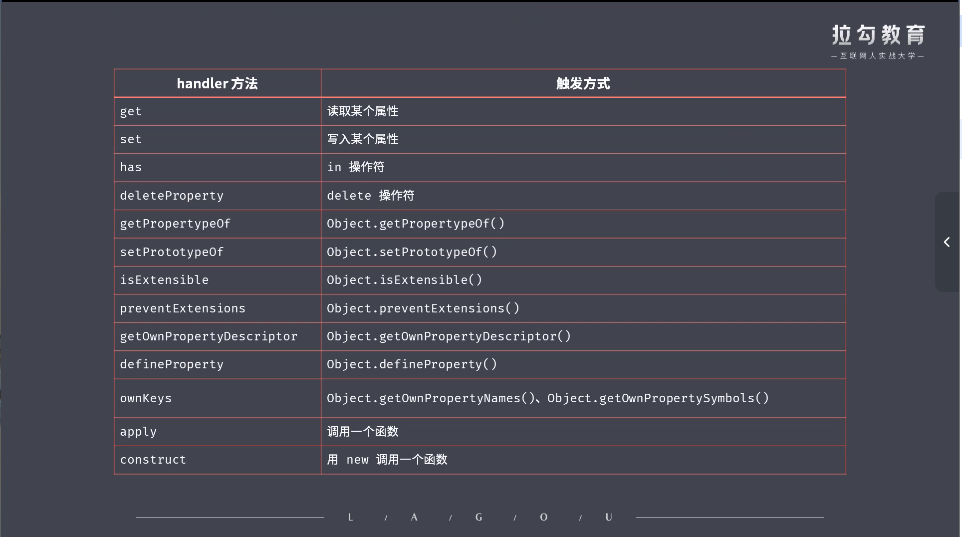 拉勾教育
互联网人实战大学
handler 方法 触发方式
get 读取某个属性
set 写入某个属性
has in 操作符
deleteProperty delete 操作符
getPropertypeOf Object.getPropertypeOf()
setPrototypeOf Object.setPrototypeOf()
isExtensible Object.isExtensible()
preventExtensions Object.preventExtensions()
getOwnPropertyDescriptor Object.getOwnPropertyDescriptor()
defineProperty Object.defineProperty()
ownKeys Object.getOwnPropertyNames()、Object.getOwnPropertySymbols()
apply 调用一个函数
construct 用 new 调用一个函数
L / A / G / O / U